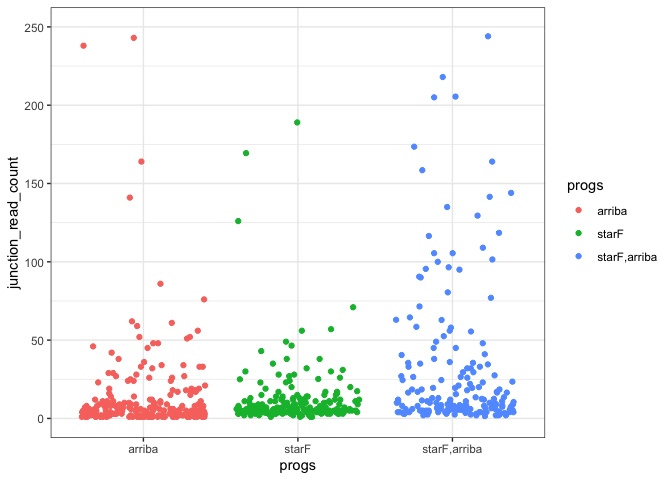 250
200
150
100
50
0
junction_read_count
arriba
starF
starF,arriba
progs
progs
arriba
starF
starF,arriba